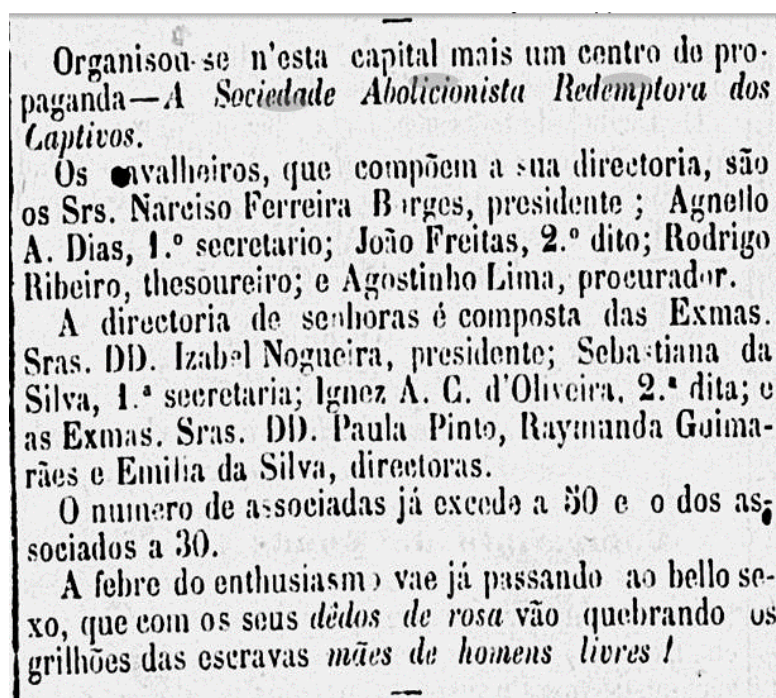 Organisou-se n'esta capital mais um centro de pro-
paganda—A Sociedade Abolicionista Redemptora dos
Captivos.
Os cavalheiros, que compõem a sua directoria, são
os Srs. Narciso Ferreira Borges, presidente; Agnello
A. Dias, 1.º secretario; João Freitas, 2.º dito; Rodrigo
Ribeiro, thesoureiro; e Agostinho Lima, procurador.
A directoria de senhoras é composta das Exmas.
Sras. DD. Izabel Nogueira, presidente; Sebastiana da
Silva, 1.ª secretaria; Ignez A. C. d'Oliveira, 2.ª dita; e
as Exmas. Sras. DD. Paula Pinto, Raymunda Guima-
rães e Emilia da Silva, directoras.
O numero de associadas já excede a 50 e o dos as-
sociados a 30.
A febre do enthusiasmo vae já passando ao bello se-
xo, que com os seus dêdos de rosa vão quebrando os
grilhões das escravas mães de homens livres!